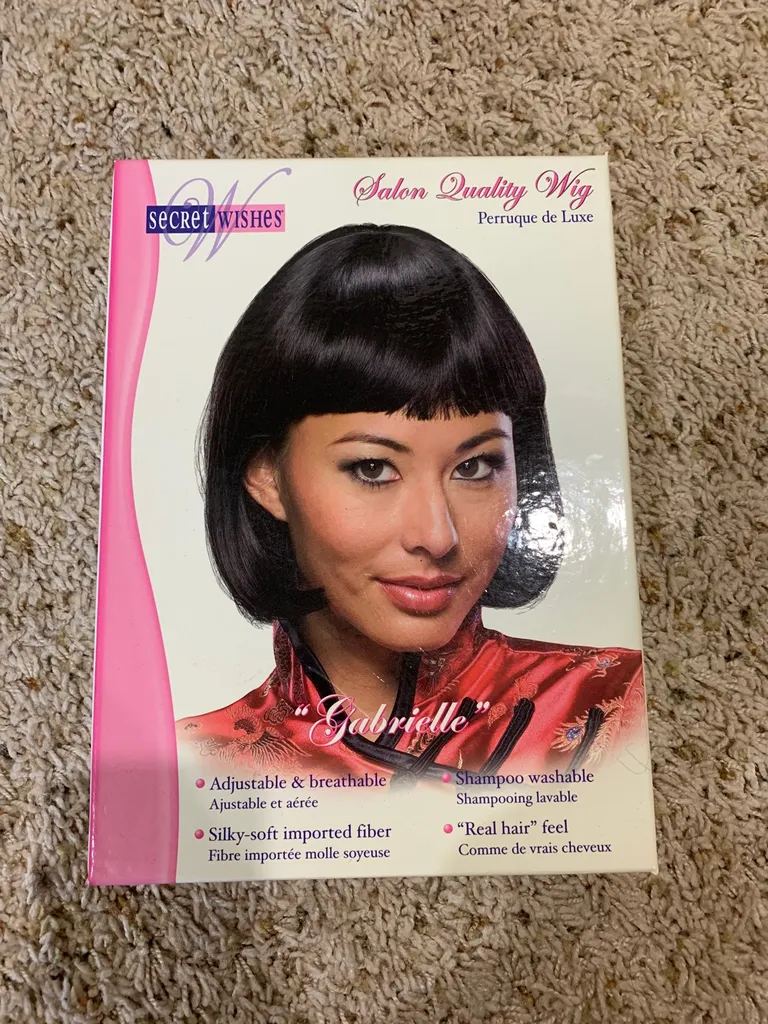 SECRET WISHES™
Salon Quality Wig
Perruque de Luxe
“Gabrielle”
Adjustable & breathable
Ajustable et aérée
Silky-soft imported fiber
Fibre importée molle soyeuse
Shampoo washable
Shampooing lavable
“Real hair” feel
Comme de vrais cheveux